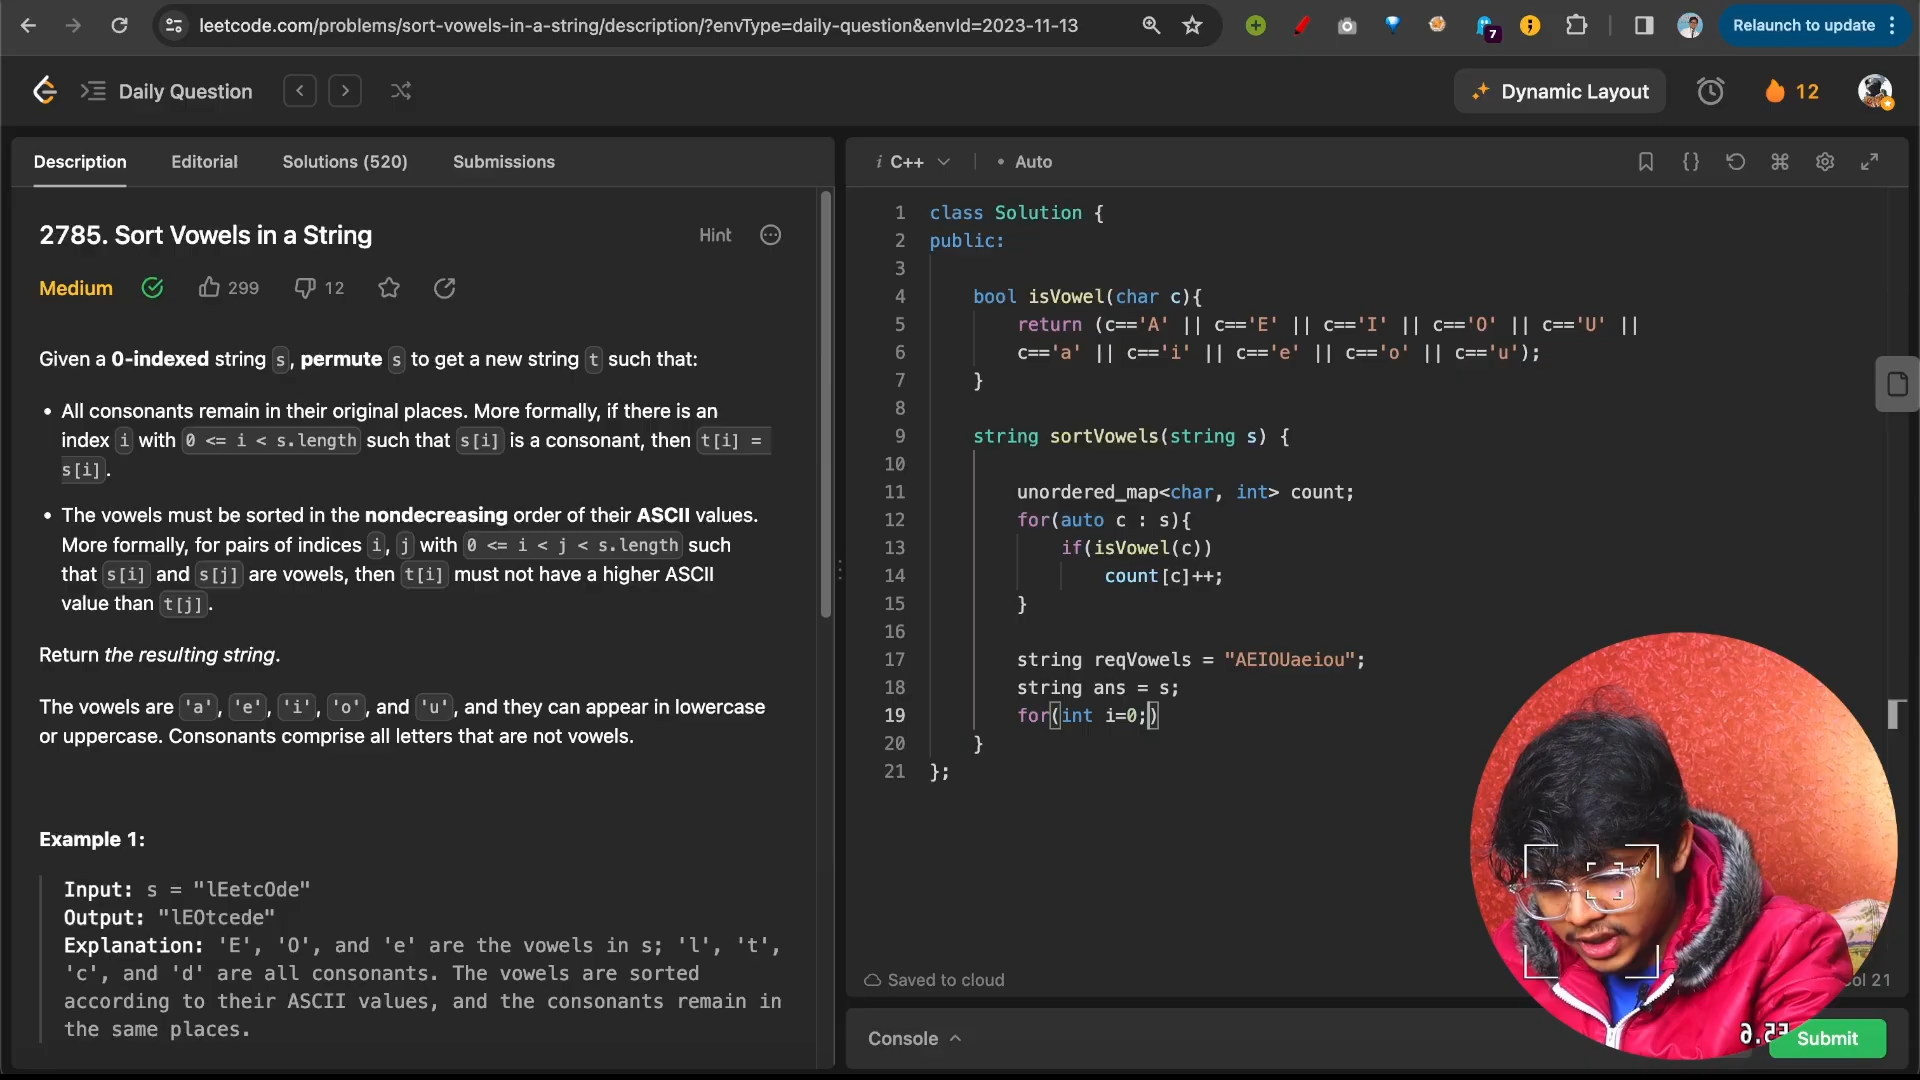 leetcode.com/problems/sort-vowels-in-a-string/description/?envType=daily-question&envId=2023-11-13
7
Relaunch to update
Daily Question
Dynamic Layout
12
Description
Editorial
Solutions (520)
Submissions
2785. Sort Vowels in a String
Hint
Medium
299
12
Given a 0-indexed string s, permute s to get a new string t such that:
• All consonants remain in their original places. More formally, if there is an
index i with 0 <= i < s.length such that s[i] is a consonant, then t[i] =
s[i].
• The vowels must be sorted in the nondecreasing order of their ASCII values.
More formally, for pairs of indices i, j with 0 <= i < j < s.length such
that s[i] and s[j] are vowels, then t[i] must not have a higher ASCII
value than t[j].
Return the resulting string.
The vowels are 'a', 'e', 'i', 'o', and 'u', and they can appear in lowercase
or uppercase. Consonants comprise all letters that are not vowels.
Example 1:
Input: s = "lEetcOde"
Output: "lEOtcede"
Explanation: 'E', 'O', and 'e' are the vowels in s; 'l', 't',
'c', and 'd' are all consonants. The vowels are sorted
according to their ASCII values, and the consonants remain in
the same places.
i C++
• Auto
1 class Solution {
2 public:
3
4 bool isVowel(char c){
5 return (c=='A' || c=='E' || c=='I' || c=='O' || c=='U' ||
6 c=='a' || c=='i' || c=='e' || c=='o' || c=='u');
7 }
8
9 string sortVowels(string s) {
10
11 unordered_map<char, int> count;
12 for(auto c : s){
13 if(isVowel(c))
14 count[c]++;
15 }
16
17 string reqVowels = "AEIOUaeiou";
18 string ans = s;
19 for(int i=0;)
20 }
21 };
Saved to cloud
ol 21
Console
Submit